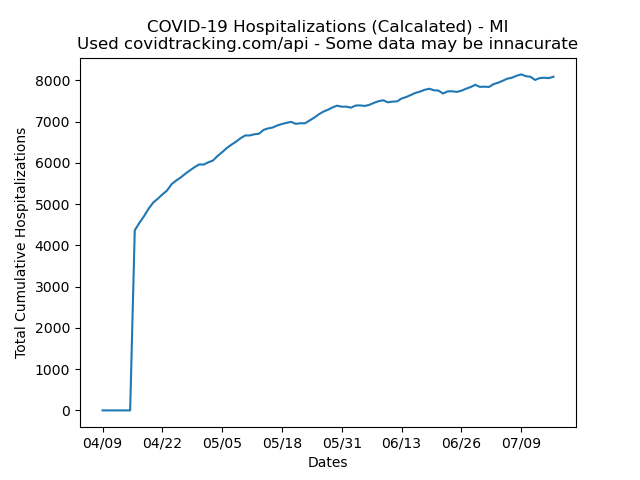 COVID-19 Hospitalizations (Calcalated) - MI
Used covidtracking.com/api - Some data may be innacurate
Total Cumulative Hospitalizations
8000
7000
6000
5000
4000
3000
2000
1000
0
04/09 04/22 05/05 05/18 05/31 06/13 06/26 07/09
Dates